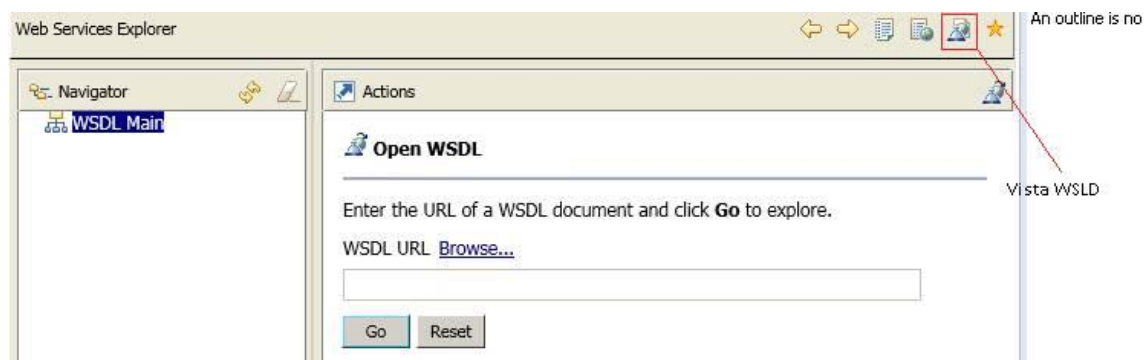 Web Services Explorer
An outline is no
Navigator
Actions
WSDL Main
Open WSDL
Vista WSLD
Enter the URL of a WSDL document and click Go to explore.
WSDL URL Browse...
Go
Reset